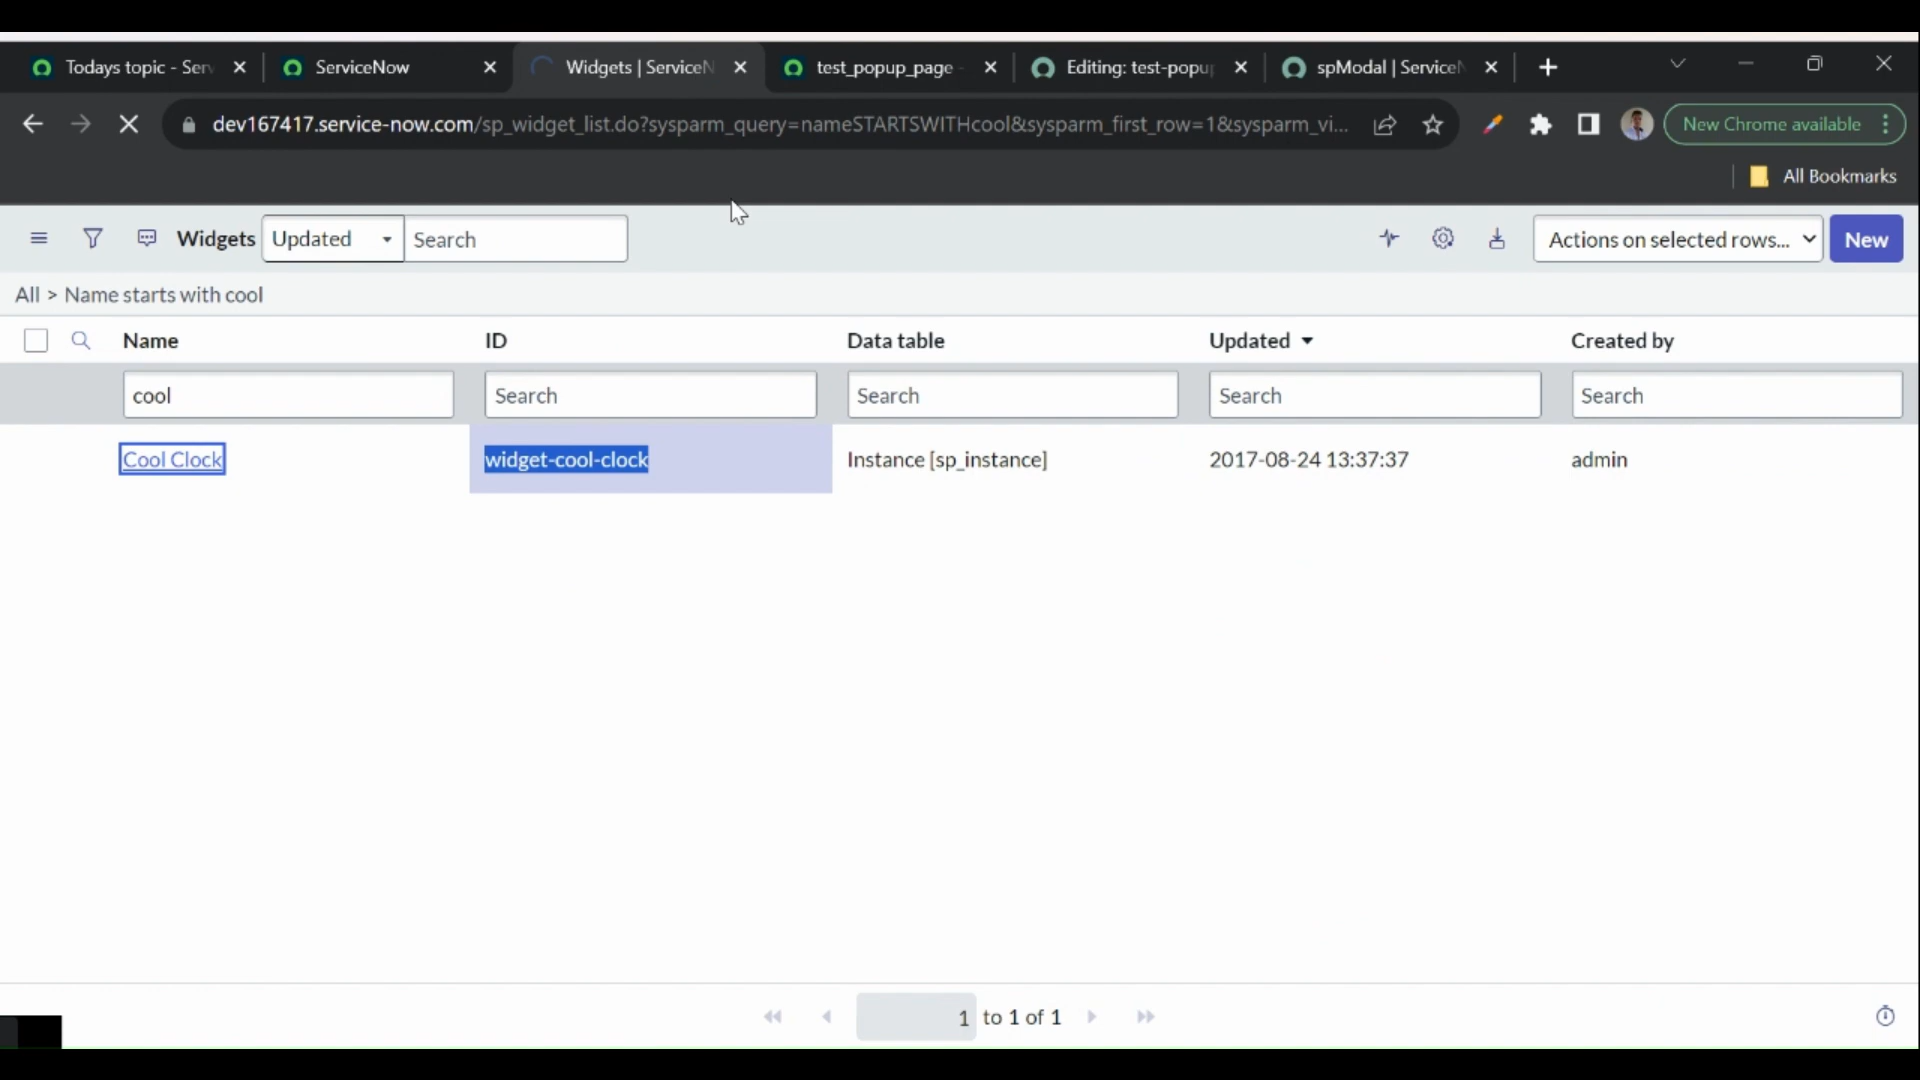 Todays topic - Serv
ServiceNow
Widgets | ServiceN
test_popup_page -
Editing: test-popup
spModal | ServiceN
dev167417.service-now.com/sp_widget_list.do?sysparm_query=nameSTARTSWITHcool&sysparm_first_row=1&sysparm_vi...
New Chrome available
All Bookmarks
Widgets
Updated
Search
Actions on selected rows...
New
All > Name starts with cool
Name
ID
Data table
Updated
Created by
cool
Search
Search
Search
Search
Cool Clock
widget-cool-clock
Instance [sp_instance]
2017-08-24 13:37:37
admin
1 to 1 of 1